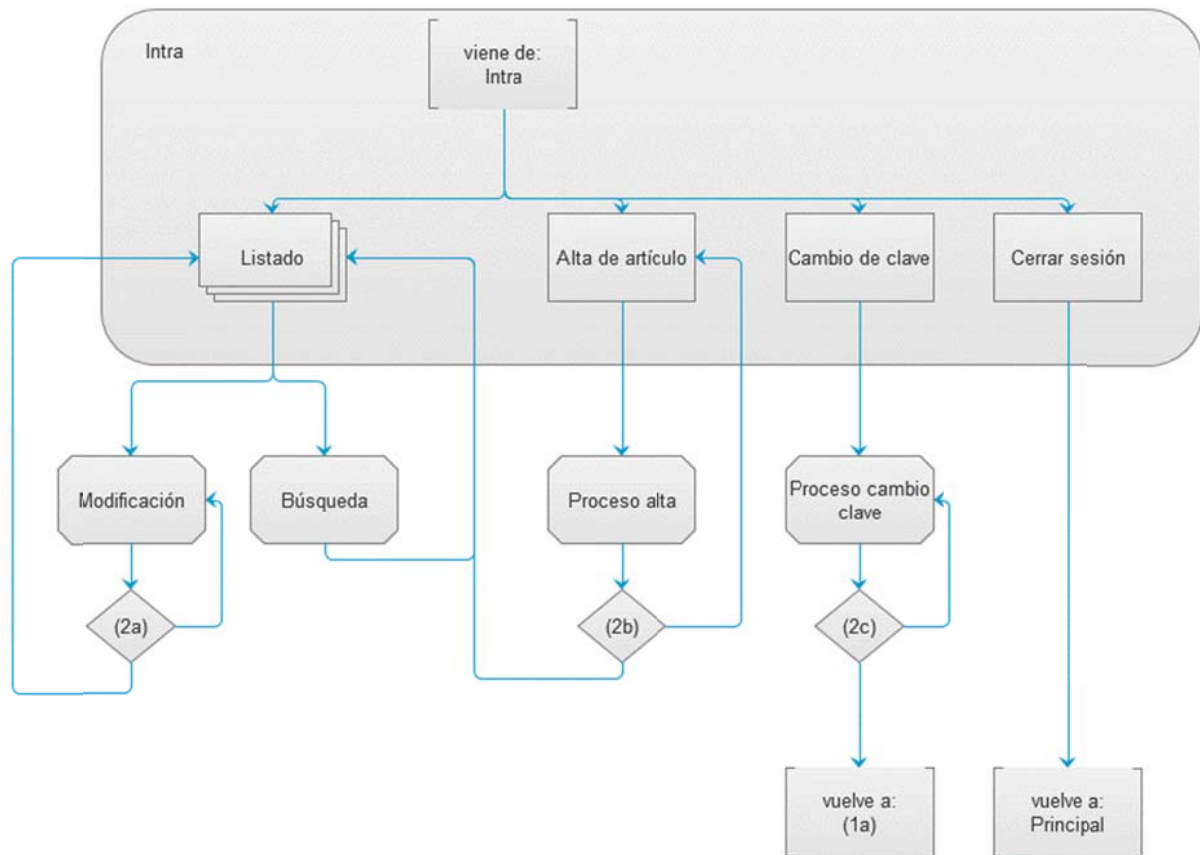 Intra
viene de:
Intra
Listado
Alta de artículo
Cambio de clave
Cerrar sesión
Modificación
Búsqueda
Proceso alta
Proceso cambio
clave
(2a)
(2b)
(2c)
vuelve a:
(1a)
vuelve a:
Principal